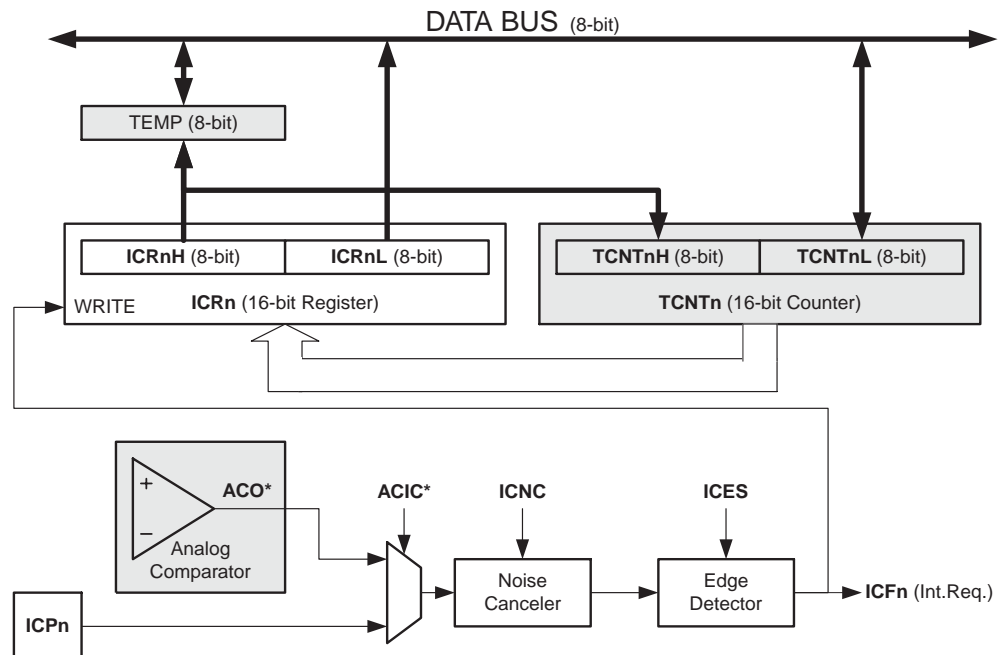 DATA BUS (8-bit)
TEMP (8-bit)
ICRnH (8-bit) ICRnL (8-bit) TCNTnH (8-bit) TCNTnL (8-bit)
WRITE ICRn (16-bit Register) TCNTn (16-bit Counter)
+
−
ACO* ACIC* ICNC ICES
Analog
Comparator
Noise
Canceler
Edge
Detector
ICFn (Int.Req.)
ICPn